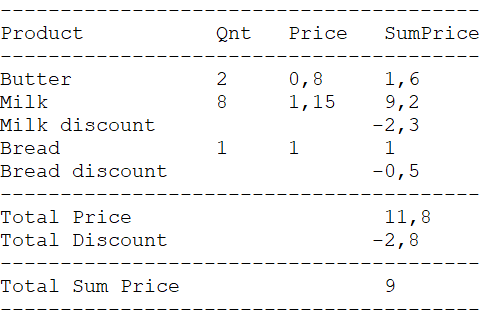 ----------------------------------------
Product Qnt Price SumPrice
----------------------------------------
Butter 2 0,8 1,6
Milk 8 1,15 9,2
Milk discount -2,3
Bread 1 1 1
Bread discount -0,5
----------------------------------------
Total Price 11,8
Total Discount -2,8
----------------------------------------
Total Sum Price 9
----------------------------------------